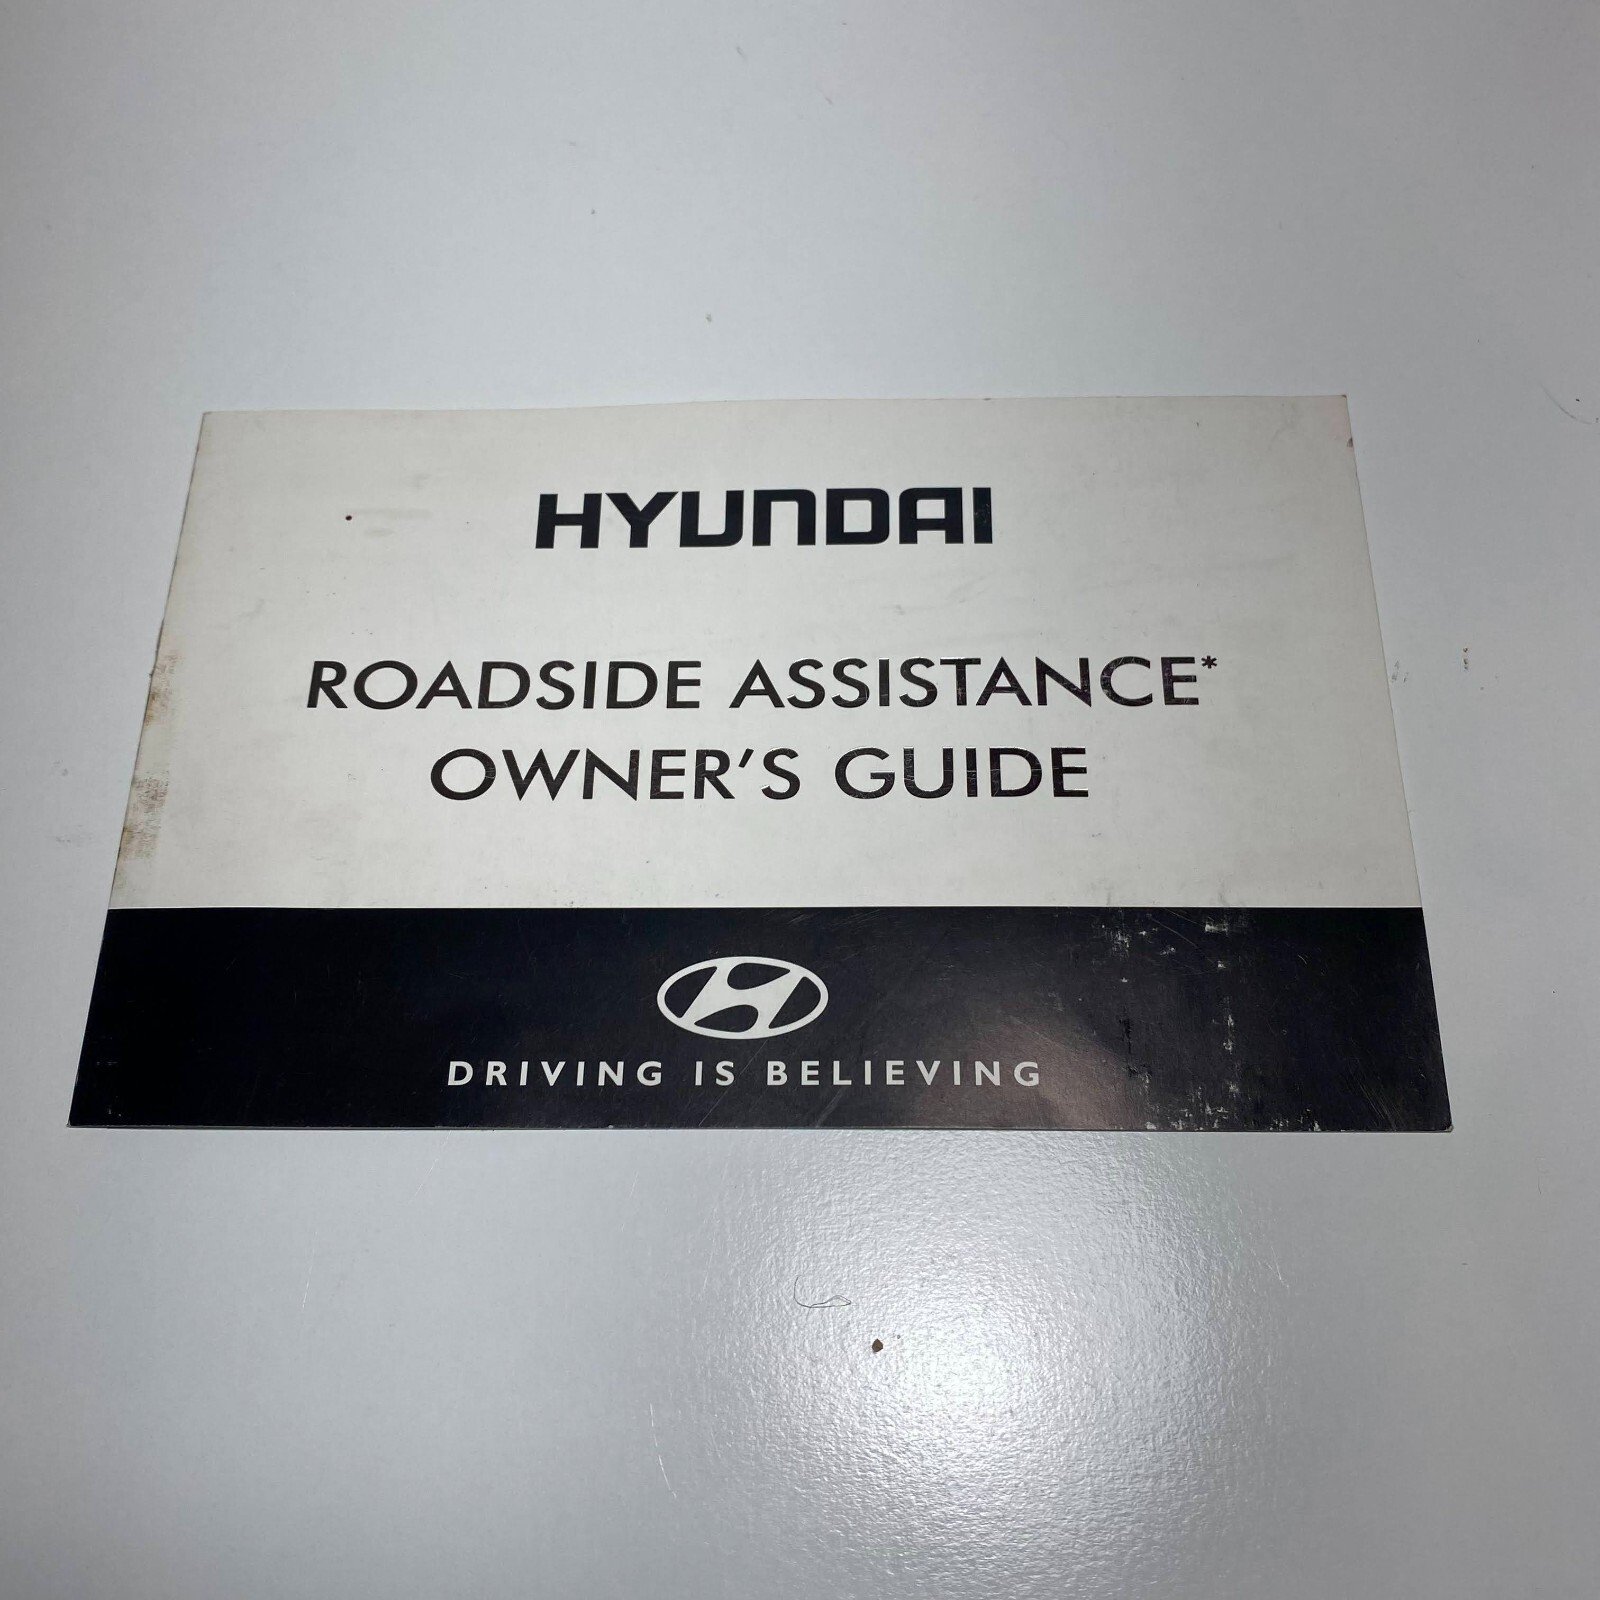 HYUNDAI
ROADSIDE ASSISTANCE*
OWNER'S GUIDE
DRIVING IS BELIEVING